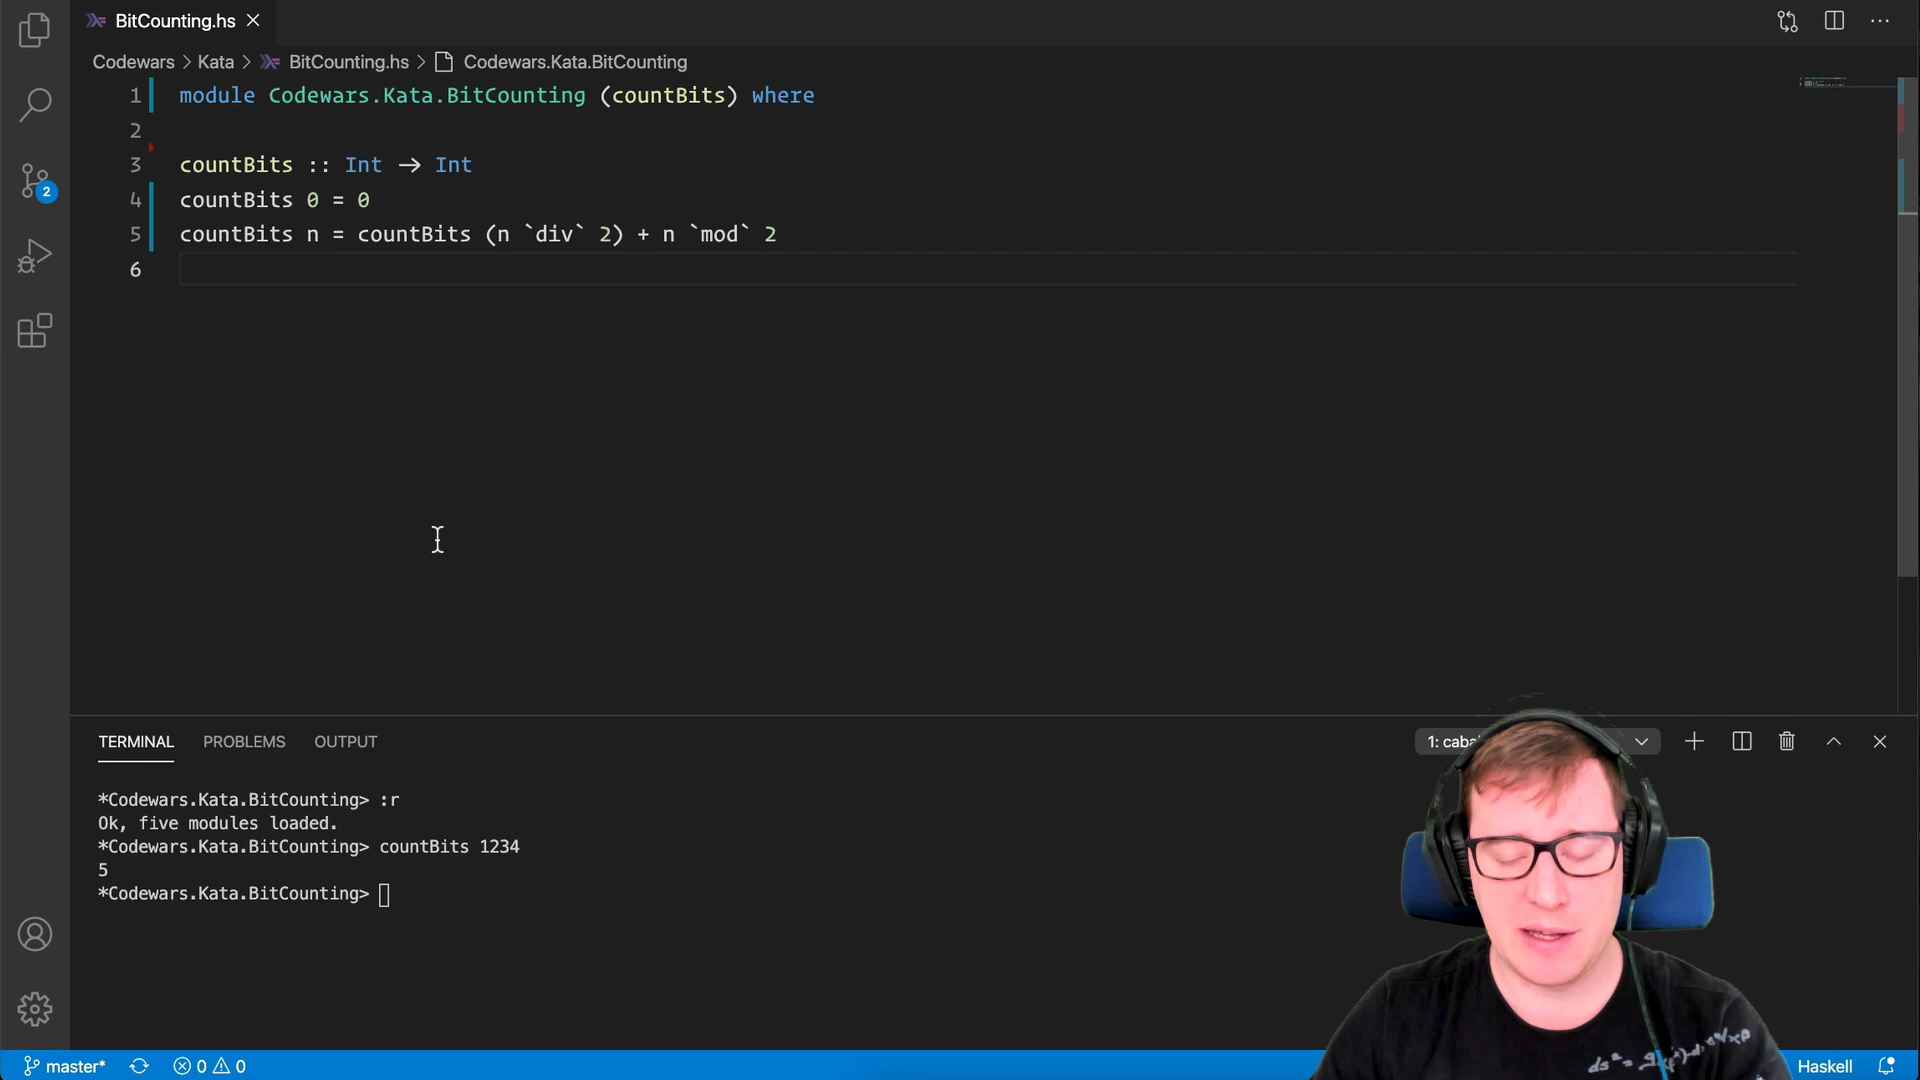 BitCounting.hs
Codewars > Kata > BitCounting.hs > Codewars.Kata.BitCounting
1 module Codewars.Kata.BitCounting (countBits) where
2
3 countBits :: Int → Int
4 countBits 0 = 0
5 countBits n = countBits (n `div` 2) + n `mod` 2
6
2
TERMINAL PROBLEMS OUTPUT
1: caba
*Codewars.Kata.BitCounting> :r
Ok, five modules loaded.
*Codewars.Kata.BitCounting> countBits 1234
5
*Codewars.Kata.BitCounting>
master* 0 0 Haskell